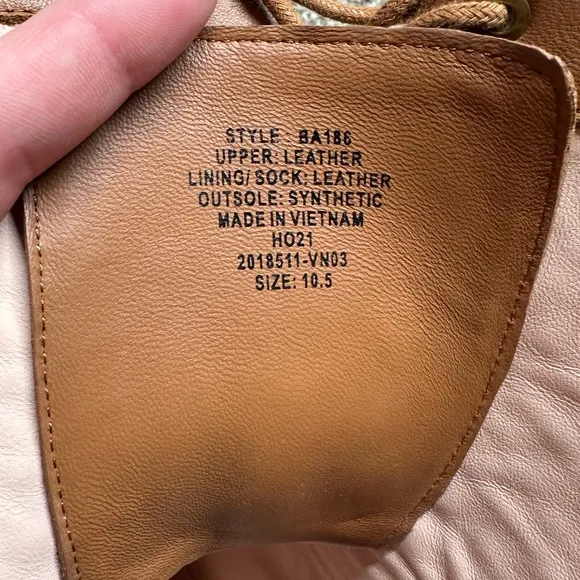 STYLE BA186
UPPER: LEATHER
LINING/ SOCK: LEATHER
OUTSOLE: SYNTHETIC
MADE IN VIETNAM
HO21
2018511-VN03
SIZE: 10.5